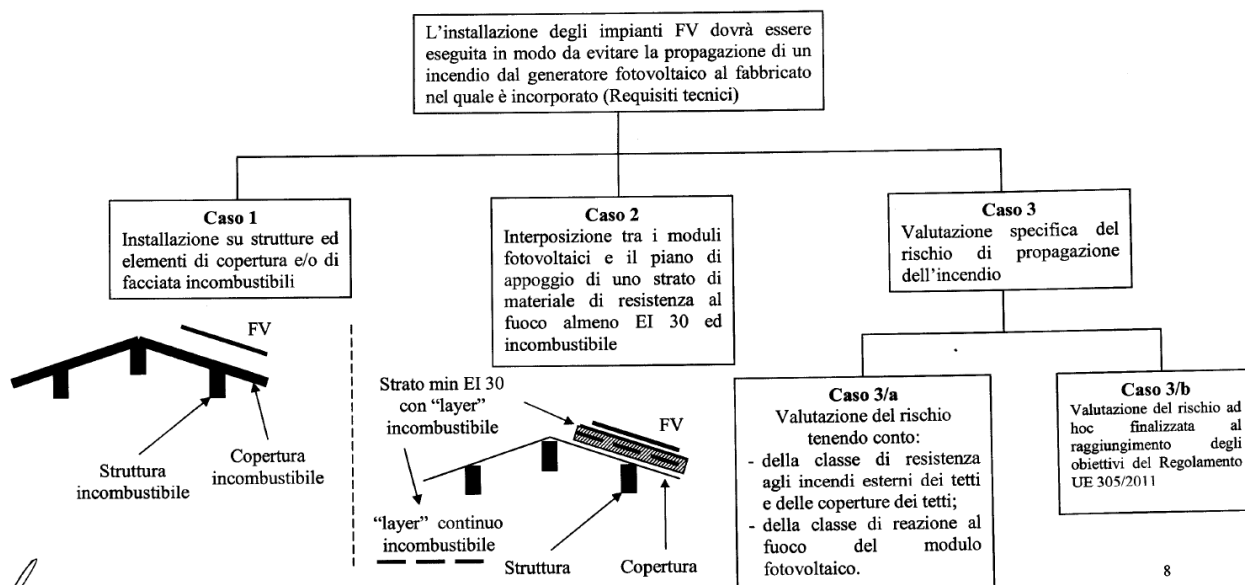 L'installazione degli impianti FV dovrà essere
eseguita in modo da evitare la propagazione di un
incendio dal generatore fotovoltaico al fabbricato
nel quale è incorporato (Requisiti tecnici)
Caso 1
Installazione su strutture ed
elementi di copertura e/o di
facciata incombustibili
FV
Struttura
incombustibile
Copertura
incombustibile
Caso 2
Interposizione tra i moduli
fotovoltaici e il piano di
appoggio di uno strato di
materiale di resistenza al
fuoco almeno EI 30 ed
incombustibile
Strato min EI 30
con "layer"
incombustibile
FV
"layer" continuo
incombustibile
Struttura
Copertura
Caso 3
Valutazione specifica del
rischio di propagazione
dell'incendio
Caso 3/a
Valutazione del rischio
tenendo conto:
- della classe di resistenza
agli incendi esterni dei tetti
e delle coperture dei tetti;
- della classe di reazione al
fuoco del modulo
fotovoltaico.
Caso 3/b
Valutazione del rischio ad
hoc finalizzata al
raggiungimento degli
obiettivi del Regolamento
UE 305/2011
8